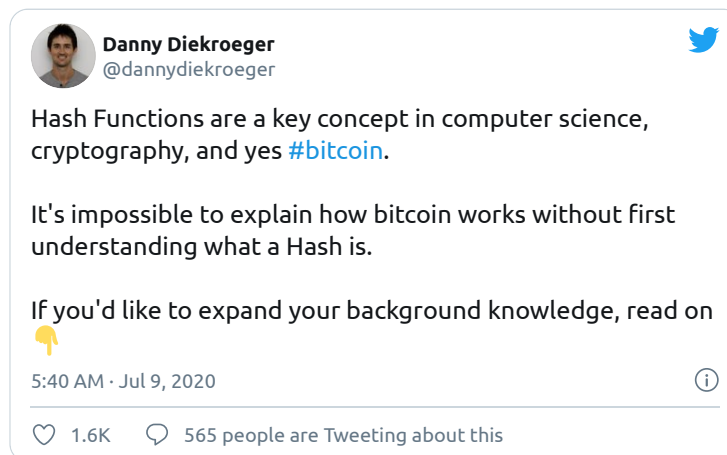 Danny Diekroeger
@dannydiekroeger
Hash Functions are a key concept in computer science,
cryptography, and yes #bitcoin.
It's impossible to explain how bitcoin works without first
understanding what a Hash is.
If you'd like to expand your background knowledge, read on
👇
5:40 AM · Jul 9, 2020
1.6K 565 people are Tweeting about this